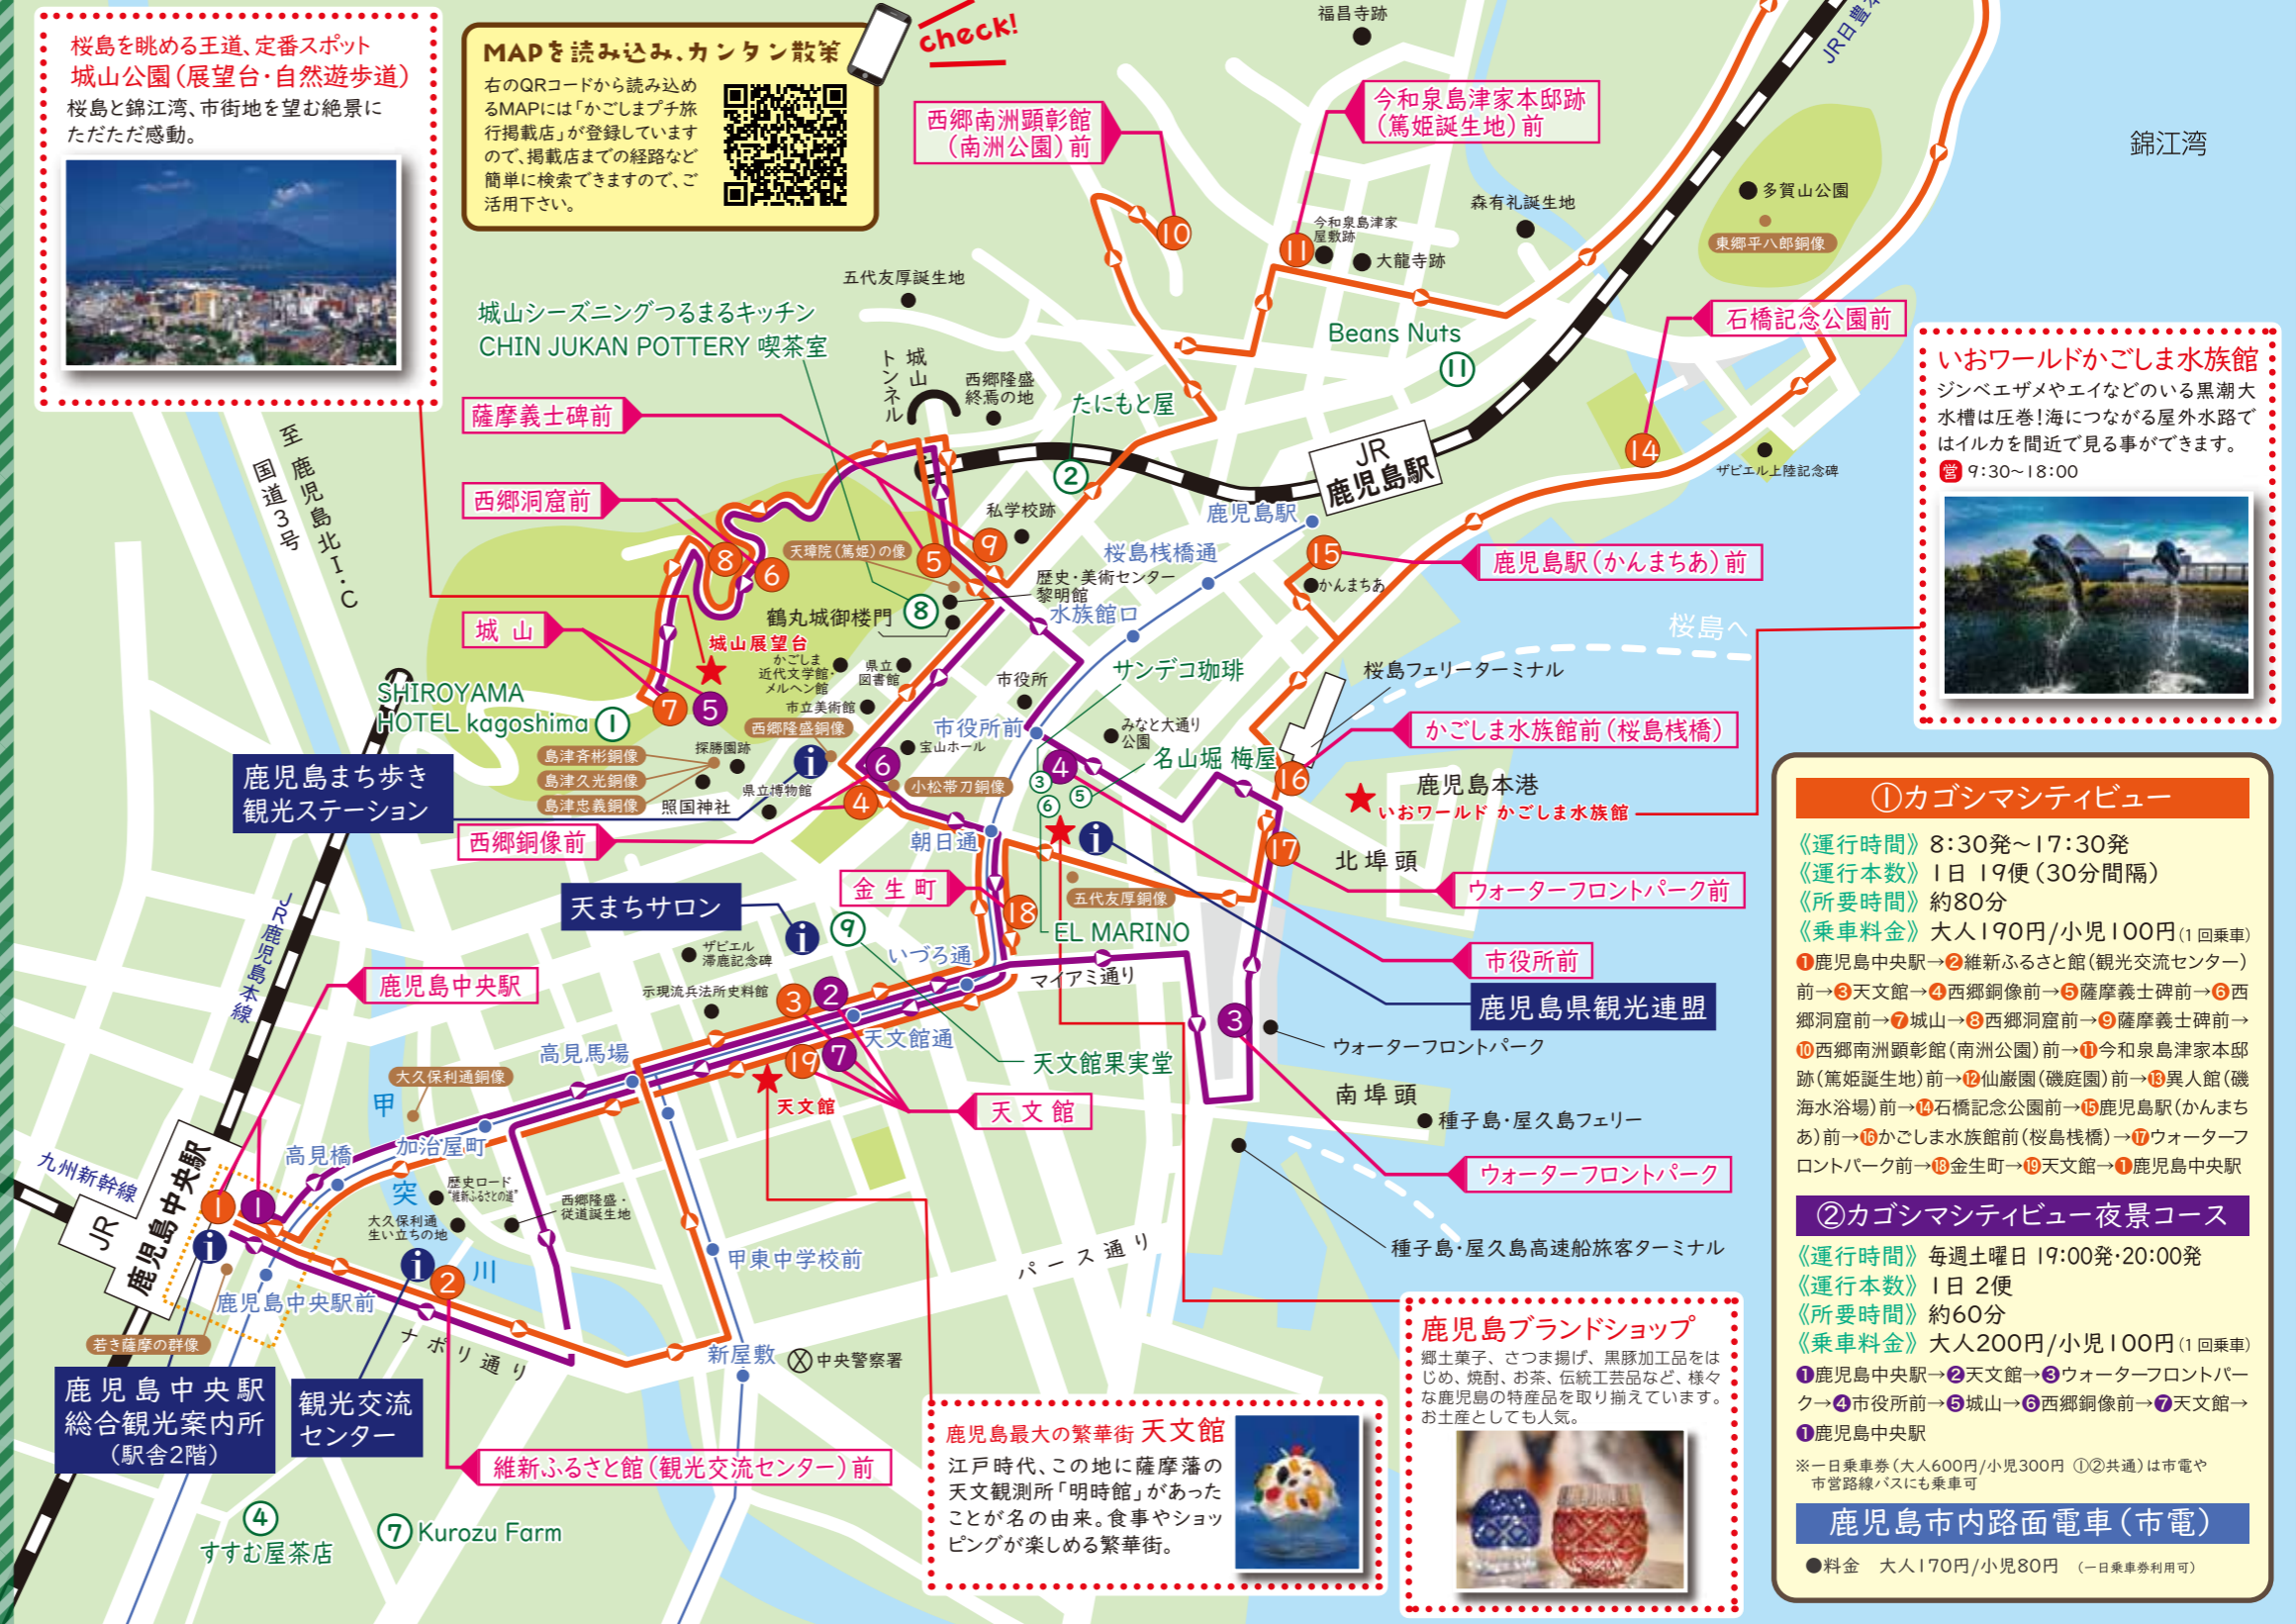 桜島を眺める王道、定番スポット
城山公園(展望台・自然遊歩道)
桜島と錦江湾、市街地を望む絶景に
ただただ感動。
MAPを読み込み、カンタン散策
右のQRコードから読み込め
るMAPには「かごしまプチ旅
行掲載店」が登録しています
ので、掲載店までの経路など
簡単に検索できますので、ご
活用下さい。
check!
福昌寺跡
JR日豊本
錦江湾
西郷南洲顕彰館
(南洲公園)前
今和泉島津家本邸跡
(篤姫誕生地)前
多賀山公園
東郷平八郎銅像
森有礼誕生地
今和泉島津家
屋敷跡
大龍寺跡
10
11
五代友厚誕生地
城山シーズニングつるまるキッチン
CHIN JUKAN POTTERY 喫茶室
城山
トンネル
西郷隆盛
終焉の地
たにもと屋
2
Beans Nuts
11
石橋記念公園前
14
ザビエル上陸記念碑
いおワールドかごしま水族館
ジンベエザメやエイなどのいる黒潮大
水槽は圧巻!海につながる屋外水路で
はイルカを間近で見る事ができます。
営 9:30~18:00
至 鹿児島北I・C
国道3号
薩摩義士碑前
西郷洞窟前
城 山
JR
鹿児島駅
鹿児島駅
桜島桟橋通
水族館口
私学校跡
天璋院(篤姫)の像
5
9
8
6
8
歴史・美術センター
黎明館
鶴丸城御楼門
城山展望台
かごしま
近代文学館・
メルヘン館
県立
図書館
市立美術館
西郷隆盛銅像
7
5
SHIROYAMA
HOTEL kagoshima 1
15
かんまちあ
鹿児島駅(かんまちあ)前
桜島へ
桜島フェリーターミナル
かごしま水族館前(桜島桟橋)
サンデコ珈琲
市役所
市役所前
みなと大通り
公園
名山堀 梅屋
宝山ホール
6
4
4
3
5
6
16
17
鹿児島本港
いおワールド かごしま水族館
北埠頭
ウォーターフロントパーク前
島津斉彬銅像
島津久光銅像
島津忠義銅像
探勝園跡
照国神社
県立博物館
小松帯刀銅像
鹿児島まち歩き
観光ステーション
西郷銅像前
朝日通
金生町
18
五代友厚銅像
EL MARINO
市役所前
鹿児島県観光連盟
天まちサロン
9
ザビエル
滞鹿記念碑
示現流兵法所史料館
いづろ通
マイアミ通り
3
2
天文館通
19
7
天文館
天文館果実堂
天文館
3
ウォーターフロントパーク
南埠頭
種子島・屋久島フェリー
ウォーターフロントパーク
種子島・屋久島高速船旅客ターミナル
JR鹿児島本線
鹿児島中央駅
高見馬場
大久保利通銅像
甲
突
川
加治屋町
高見橋
九州新幹線
JR
鹿児島中央駅
1
1
歴史ロード
“維新ふるさとの道”
大久保利通
生い立ちの地
西郷隆盛・
従道誕生地
2
鹿児島中央駅前
若き薩摩の群像
ナポリ通り
甲東中学校前
パース通り
新屋敷
中央警察署
鹿児島中央駅
総合観光案内所
(駅舎2階)
観光交流
センター
維新ふるさと館(観光交流センター)前
4
すすむ屋茶店
7 Kurozu Farm
鹿児島最大の繁華街 天文館
江戸時代、この地に薩摩藩の
天文観測所「明時館」があった
ことが名の由来。食事やショッ
ピングが楽しめる繁華街。
鹿児島ブランドショップ
郷土菓子、さつま揚げ、黒豚加工品をは
じめ、焼酎、お茶、伝統工芸品など、様々
な鹿児島の特産品を取り揃えています。
お土産としても人気。
①カゴシマシティビュー
《運行時間》8:30発~17:30発
《運行本数》1日 19便(30分間隔)
《所要時間》約80分
《乗車料金》大人190円/小児100円(1回乗車)
❶鹿児島中央駅→❷維新ふるさと館(観光交流センター)
前→❸天文館→❹西郷銅像前→❺薩摩義士碑前→❻西
郷洞窟前→❼城山→❽西郷洞窟前→❾薩摩義士碑前→
❿西郷南洲顕彰館(南洲公園)前→⓫今和泉島津家本邸
跡(篤姫誕生地)前→⓬仙巌園(磯庭園)前→⓭異人館(磯
海水浴場)前→⓮石橋記念公園前→⓯鹿児島駅(かんまち
あ)前→⓰かごしま水族館前(桜島桟橋)→⓱ウォーターフ
ロントパーク前→⓲金生町→⓳天文館→❶鹿児島中央駅
②カゴシマシティビュー夜景コース
《運行時間》毎週土曜日 19:00発・20:00発
《運行本数》1日 2便
《所要時間》約60分
《乗車料金》大人200円/小児100円(1回乗車)
❶鹿児島中央駅→❷天文館→❸ウォーターフロントパー
ク→❹市役所前→❺城山→❻西郷銅像前→❼天文館→
❶鹿児島中央駅
※一日乗車券(大人600円/小児300円 ①②共通)は市電や
市営路線バスにも乗車可
鹿児島市内路面電車(市電)
●料金 大人170円/小児80円 (一日乗車券利用可)